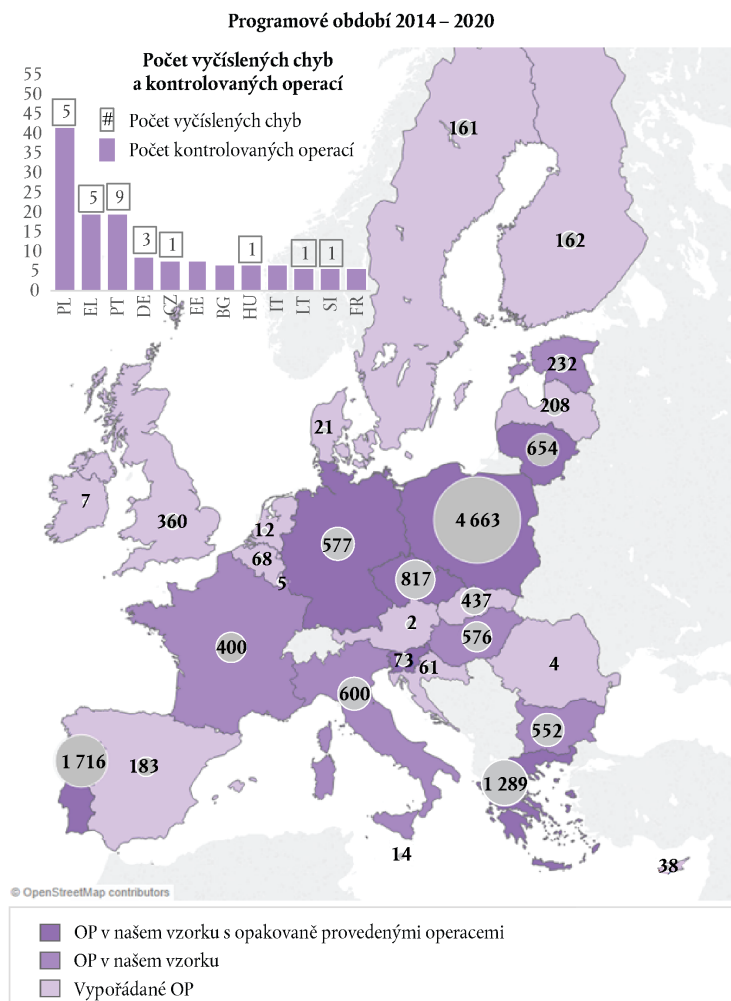 Programové období 2014 – 2020
Počet vyčíslených chyb
a kontrolovaných operací
# Počet vyčíslených chyb
Počet kontrolovaných operací
55
50
45
40
35
30
25
20
15
10
5
0
5
5
9
3
1
1
1
1
PL
EL
PT
DE
CZ
EE
BG
HU
IT
LT
SI
FR
161
162
232
208
654
21
7
360
12
68
5
577
4 663
817
437
2
576
400
73
61
4
600
552
1 716
183
1 289
14
38
© OpenStreetMap contributors
OP v našem vzorku s opakovaně provedenými operacemi
OP v našem vzorku
Vypořádané OP